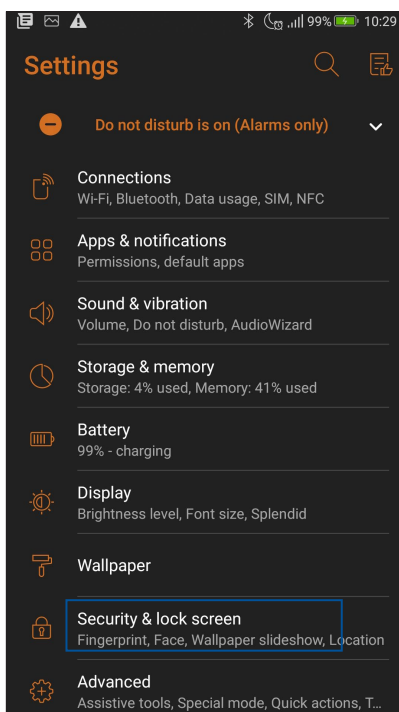 99% 10:29
Settings
Do not disturb is on (Alarms only)
Connections
Wi-Fi, Bluetooth, Data usage, SIM, NFC
Apps & notifications
Permissions, default apps
Sound & vibration
Volume, Do not disturb, AudioWizard
Storage & memory
Storage: 4% used, Memory: 41% used
Battery
99% - charging
Display
Brightness level, Font size, Splendid
Wallpaper
Security & lock screen
Fingerprint, Face, Wallpaper slideshow, Location
Advanced
Assistive tools, Special mode, Quick actions, T...